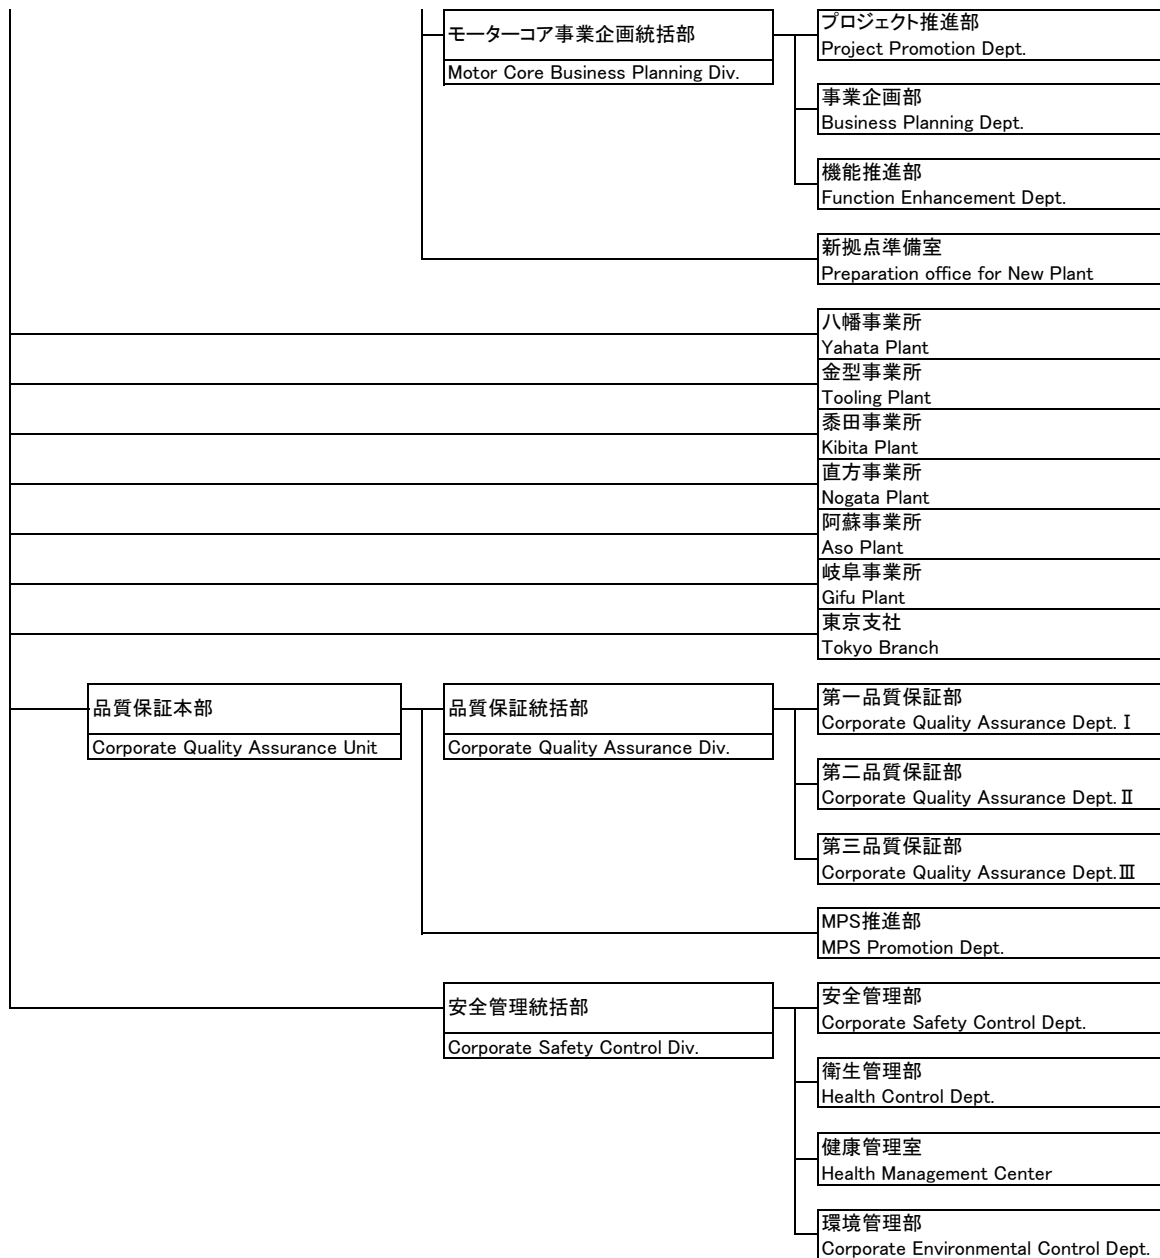 モーターコア事業企画統括部
Motor Core Business Planning Div.
プロジェクト推進部
Project Promotion Dept.
事業企画部
Business Planning Dept.
機能推進部
Function Enhancement Dept.
新拠点準備室
Preparation office for New Plant
八幡事業所
Yahata Plant
金型事業所
Tooling Plant
黍田事業所
Kibita Plant
直方事業所
Nogata Plant
阿蘇事業所
Aso Plant
岐阜事業所
Gifu Plant
東京支社
Tokyo Branch
品質保証本部
Corporate Quality Assurance Unit
品質保証統括部
Corporate Quality Assurance Div.
第一品質保証部
Corporate Quality Assurance Dept. Ⅰ
第二品質保証部
Corporate Quality Assurance Dept. Ⅱ
第三品質保証部
Corporate Quality Assurance Dept.Ⅲ
MPS推進部
MPS Promotion Dept.
安全管理統括部
Corporate Safety Control Div.
安全管理部
Corporate Safety Control Dept.
衛生管理部
Health Control Dept.
健康管理室
Health Management Center
環境管理部
Corporate Environmental Control Dept.